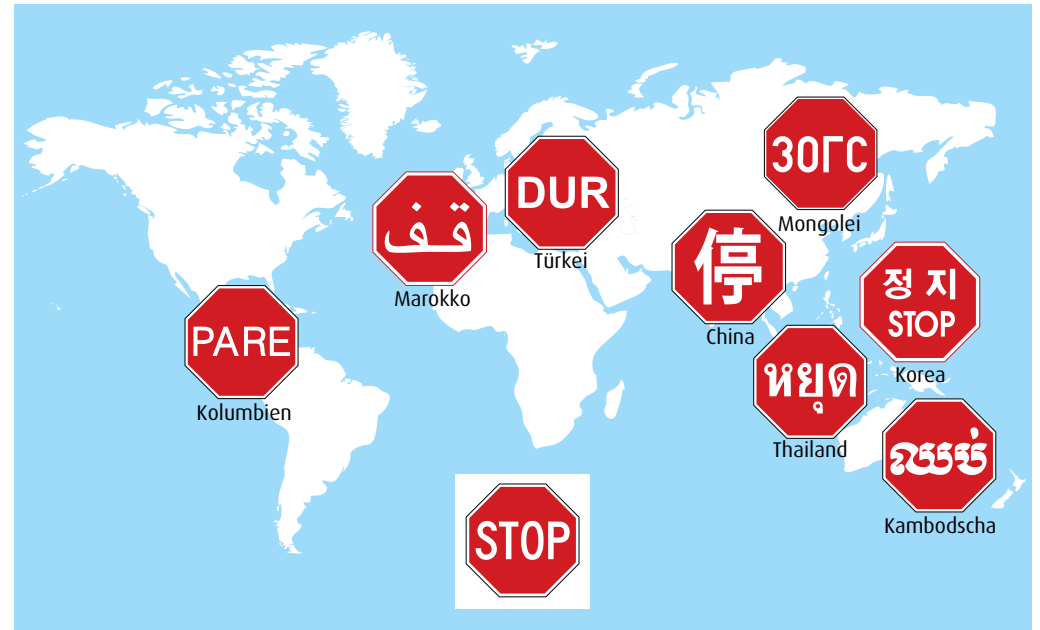 ЗОГС
Mongolei
DUR
Türkei
قف
Marokko
停
China
정 지
STOP
Korea
PARE
Kolumbien
หยุด
Thailand
ឈប់
Kambodscha
STOP